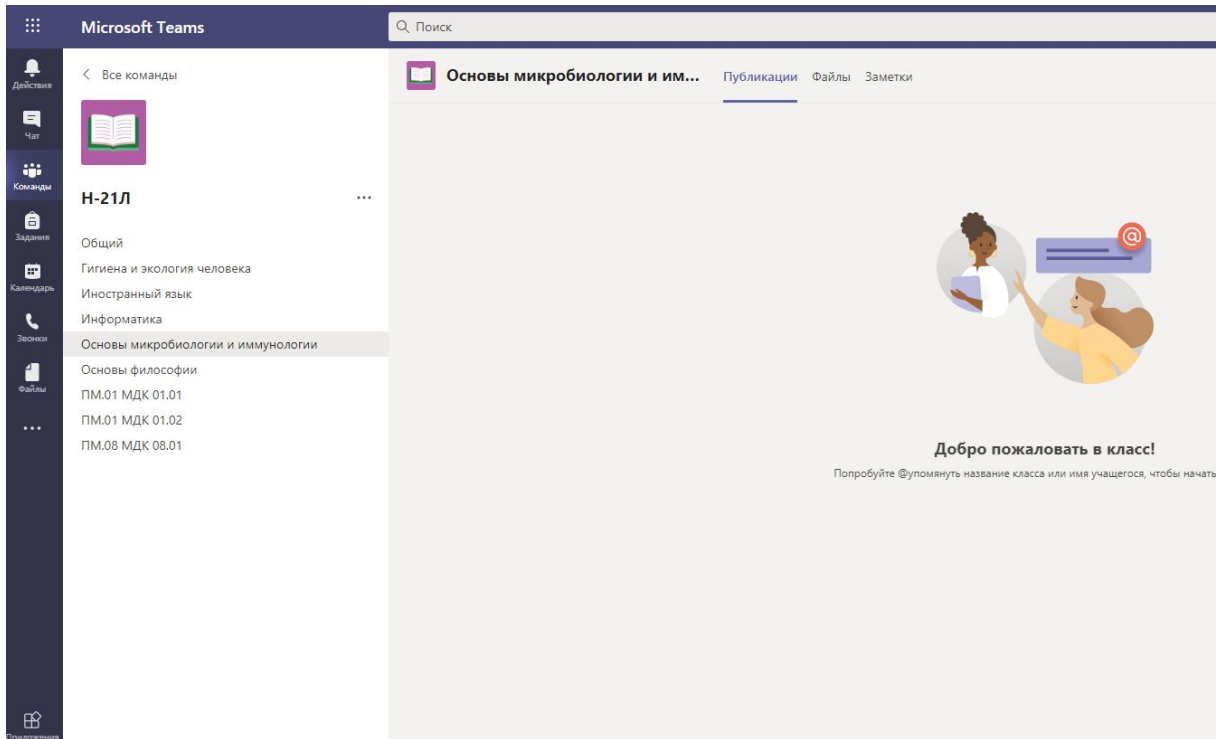 Microsoft Teams
Поиск
Действия
Чат
Команды
Задания
Календарь
Звонки
Файлы
Приложения
Все команды
Н-21Л
Общий
Гигиена и экология человека
Иностранный язык
Информатика
Основы микробиологии и иммунологии
Основы философии
ПМ.01 МДК 01.01
ПМ.01 МДК 01.02
ПМ.08 МДК 08.01
Основы микробиологии и им... Публикации Файлы Заметки
@
Добро пожаловать в класс!
Попробуйте @упомянуть название класса или имя учащегося, чтобы начать